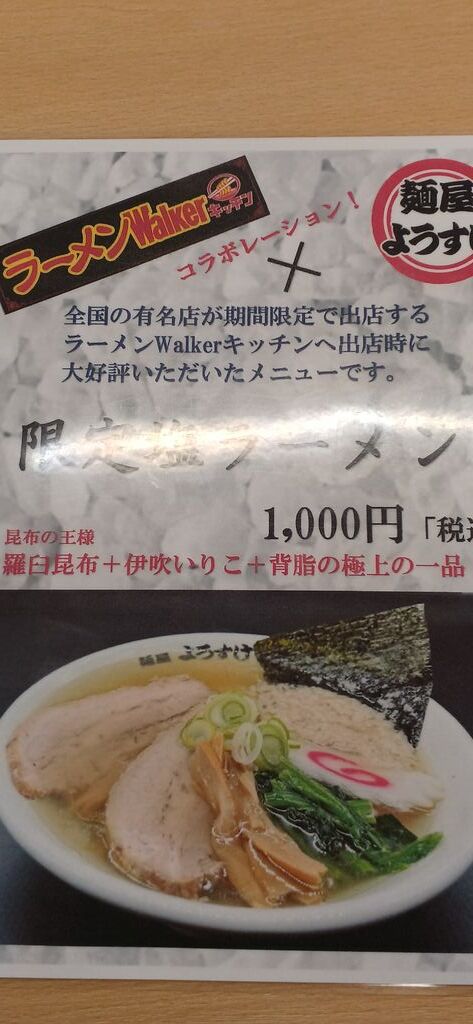 ラーメンWalkerキッチン
コラボレーション！
×
麺屋
ようすけ
全国の有名店が期間限定で出店する
ラーメンWalkerキッチンへ出店時に
大好評いただいたメニューです。
限定塩ラーメン
1,000円「税込
昆布の王様
羅臼昆布＋伊吹いりこ＋背脂の極上の一品
麺屋 ようすけ